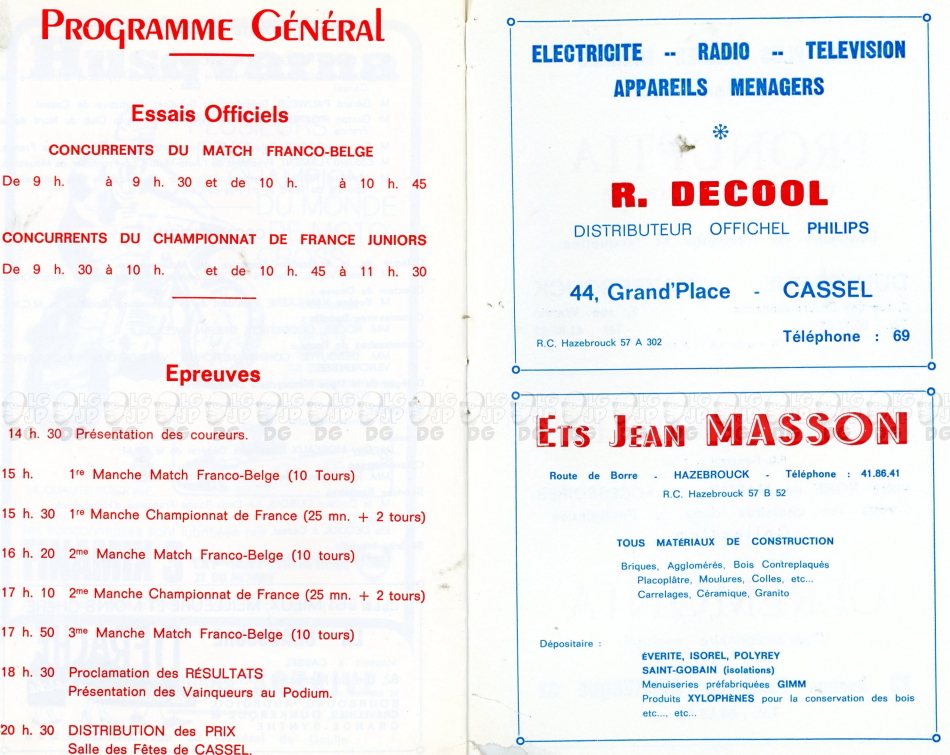 PROGRAMME GÉNÉRAL
Essais Officiels
CONCURRENTS DU MATCH FRANCO-BELGE
De 9 h. à 9 h. 30 et de 10 h. à 10 h. 45
CONCURRENTS DU CHAMPIONNAT DE FRANCE JUNIORS
De 9 h. 30 à 10 h. et de 10 h. 45 à 11 h. 30
Epreuves
14 h. 30 Présentation des coureurs.
15 h. 1re Manche Match Franco-Belge (10 Tours)
15 h. 30 1re Manche Championnat de France (25 mn. + 2 tours)
16 h. 20 2me Manche Match Franco-Belge (10 tours)
17 h. 10 2me Manche Championnat de France (25 mn. + 2 tours)
17 h. 50 3me Manche Match Franco-Belge (10 tours)
18 h. 30 Proclamation des RÉSULTATS
Présentation des Vainqueurs au Podium.
20 h. 30 DISTRIBUTION des PRIX
Salle des Fêtes de CASSEL.
ELECTRICITE -- RADIO -- TELEVISION
APPAREILS MENAGERS
R. DECOOL
DISTRIBUTEUR OFFICHEL PHILIPS
44, Grand'Place - CASSEL
R.C. Hazebrouck 57 A 302
Téléphone : 69
ETS JEAN MASSON
Route de Borre - HAZEBROUCK - Téléphone : 41.86.41
R.C. Hazebrouck 57 B 52
TOUS MATÉRIAUX DE CONSTRUCTION
Briques, Agglomérés, Bois Contreplaqués
Placoplâtre, Moulures, Colles, etc...
Carrelages, Céramique, Granito
Dépositaire :
ÉVERITE, ISOREL, POLYREY
SAINT-GOBAIN (isolations)
Menuiseries préfabriquées GIMM
Produits XYLOPHÈNES pour la conservation des bois
etc..., etc...